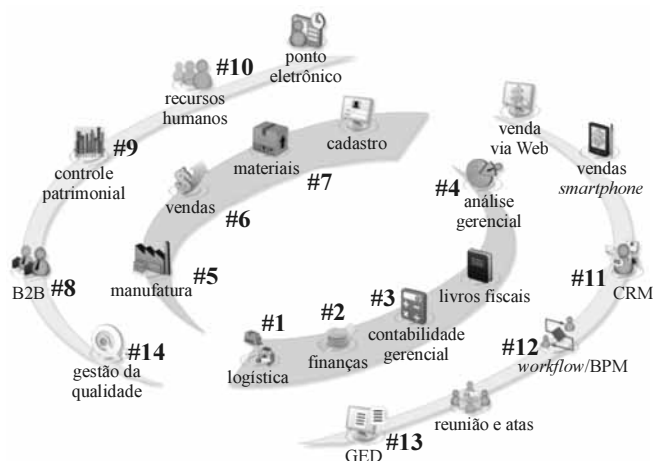 ponto
eletrônico
#10
recursos
humanos
#9
controle
patrimonial
B2B
#8
#14
gestão da
qualidade
cadastro
materiais
#7
vendas
#6
#5
manufatura
#1
logística
#2
finanças
#3
contabilidade
gerencial
livros fiscais
#4
análise
gerencial
venda
via Web
vendas
smartphone
#11
CRM
#12
workflow/BPM
reunião e atas
#13
GED